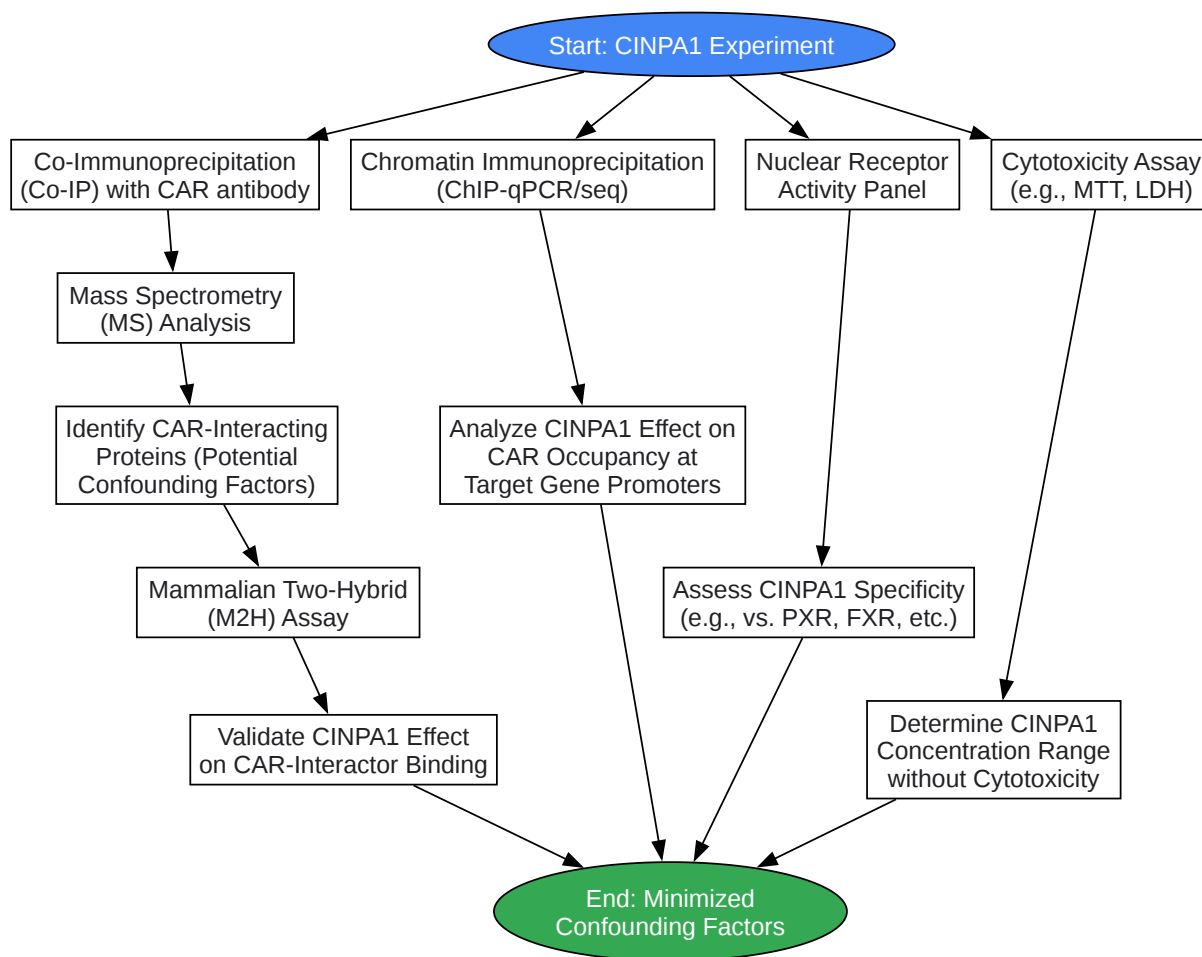 Start: CINPA1 Experiment
Co-Immunoprecipitation
(Co-IP) with CAR antibody
Chromatin Immunoprecipitation
(ChIP-qPCR/seq)
Nuclear Receptor
Activity Panel
Cytotoxicity Assay
(e.g., MTT, LDH)
Mass Spectrometry
(MS) Analysis
Identify CAR-Interacting
Proteins (Potential
Confounding Factors)
Analyze CINPA1 Effect on
CAR Occupancy at
Target Gene Promoters
Mammalian Two-Hybrid
(M2H) Assay
Assess CINPA1 Specificity
(e.g., vs. PXR, FXR, etc.)
Validate CINPA1 Effect
on CAR-Interactor Binding
Determine CINPA1
Concentration Range
without Cytotoxicity
End: Minimized
Confounding Factors